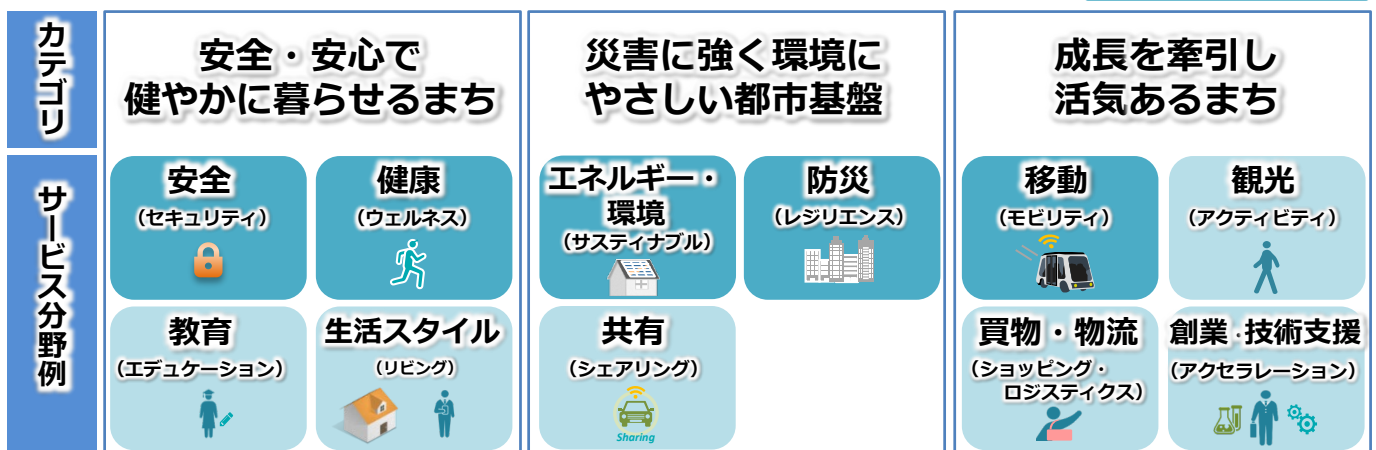 カテゴリ
安全・安心で
健やかに暮らせるまち
災害に強く環境に
やさしい都市基盤
成長を牽引し
活気あるまち
サービス分野例
安全
（セキュリティ）
健康
（ウェルネス）
エネルギー・
環境
（サスティナブル）
防災
（レジリエンス）
移動
（モビリティ）
観光
（アクティビティ）
教育
（エデュケーション）
生活スタイル
（リビング）
共有
（シェアリング）
Sharing
買物・物流
（ショッピング・
ロジスティクス）
創業・技術支援
（アクセラレーション）